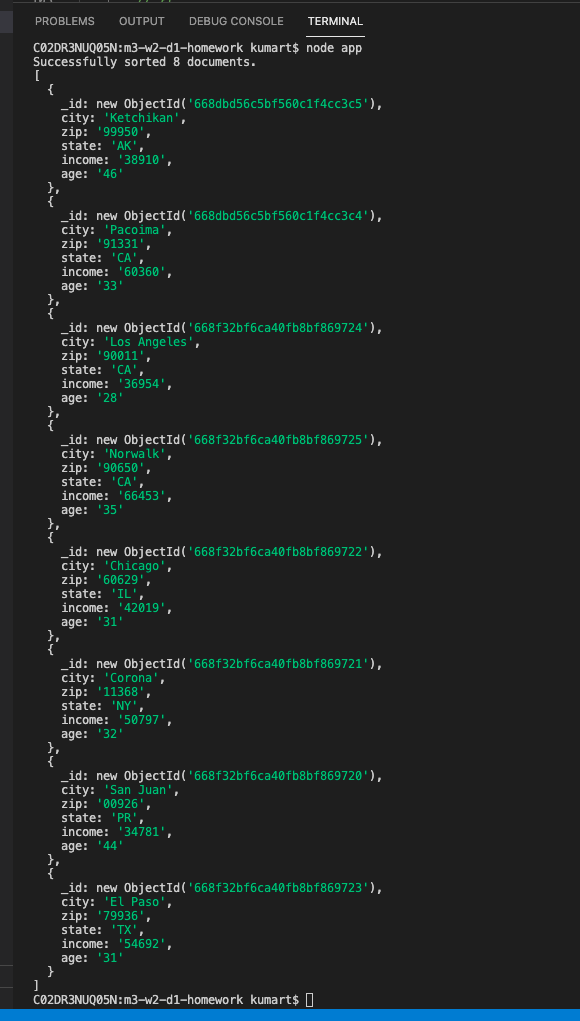 PROBLEMS OUTPUT DEBUG CONSOLE TERMINAL
C02DR3NUQ05N:m3-w2-d1-homework kumart$ node app
Successfully sorted 8 documents.
[
  {
    _id: new ObjectId('668dbd56c5bf560c1f4cc3c5'),
    city: 'Ketchikan',
    zip: '99950',
    state: 'AK',
    income: '38910',
    age: '46'
  },
  {
    _id: new ObjectId('668dbd56c5bf560c1f4cc3c4'),
    city: 'Pacoima',
    zip: '91331',
    state: 'CA',
    income: '60360',
    age: '33'
  },
  {
    _id: new ObjectId('668f32bf6ca40fb8bf869724'),
    city: 'Los Angeles',
    zip: '90011',
    state: 'CA',
    income: '36954',
    age: '28'
  },
  {
    _id: new ObjectId('668f32bf6ca40fb8bf869725'),
    city: 'Norwalk',
    zip: '90650',
    state: 'CA',
    income: '66453',
    age: '35'
  },
  {
    _id: new ObjectId('668f32bf6ca40fb8bf869722'),
    city: 'Chicago',
    zip: '60629',
    state: 'IL',
    income: '42019',
    age: '31'
  },
  {
    _id: new ObjectId('668f32bf6ca40fb8bf869721'),
    city: 'Corona',
    zip: '11368',
    state: 'NY',
    income: '50797',
    age: '32'
  },
  {
    _id: new ObjectId('668f32bf6ca40fb8bf869720'),
    city: 'San Juan',
    zip: '00926',
    state: 'PR',
    income: '34781',
    age: '44'
  },
  {
    _id: new ObjectId('668f32bf6ca40fb8bf869723'),
    city: 'El Paso',
    zip: '79936',
    state: 'TX',
    income: '54692',
    age: '31'
  }
]
C02DR3NUQ05N:m3-w2-d1-homework kumart$